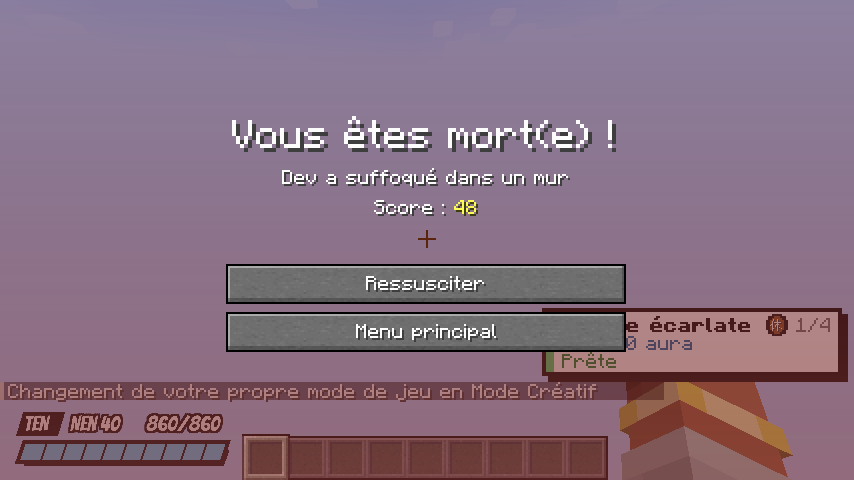 Vous êtes mort(e) !
Dev a suffoqué dans un mur
Score : 48
Ressusciter
Menu principal
écarlate 休 1/4
aura
Prête
Changement de votre propre mode de jeu en Mode Créatif
TEN NEN 40 860/860